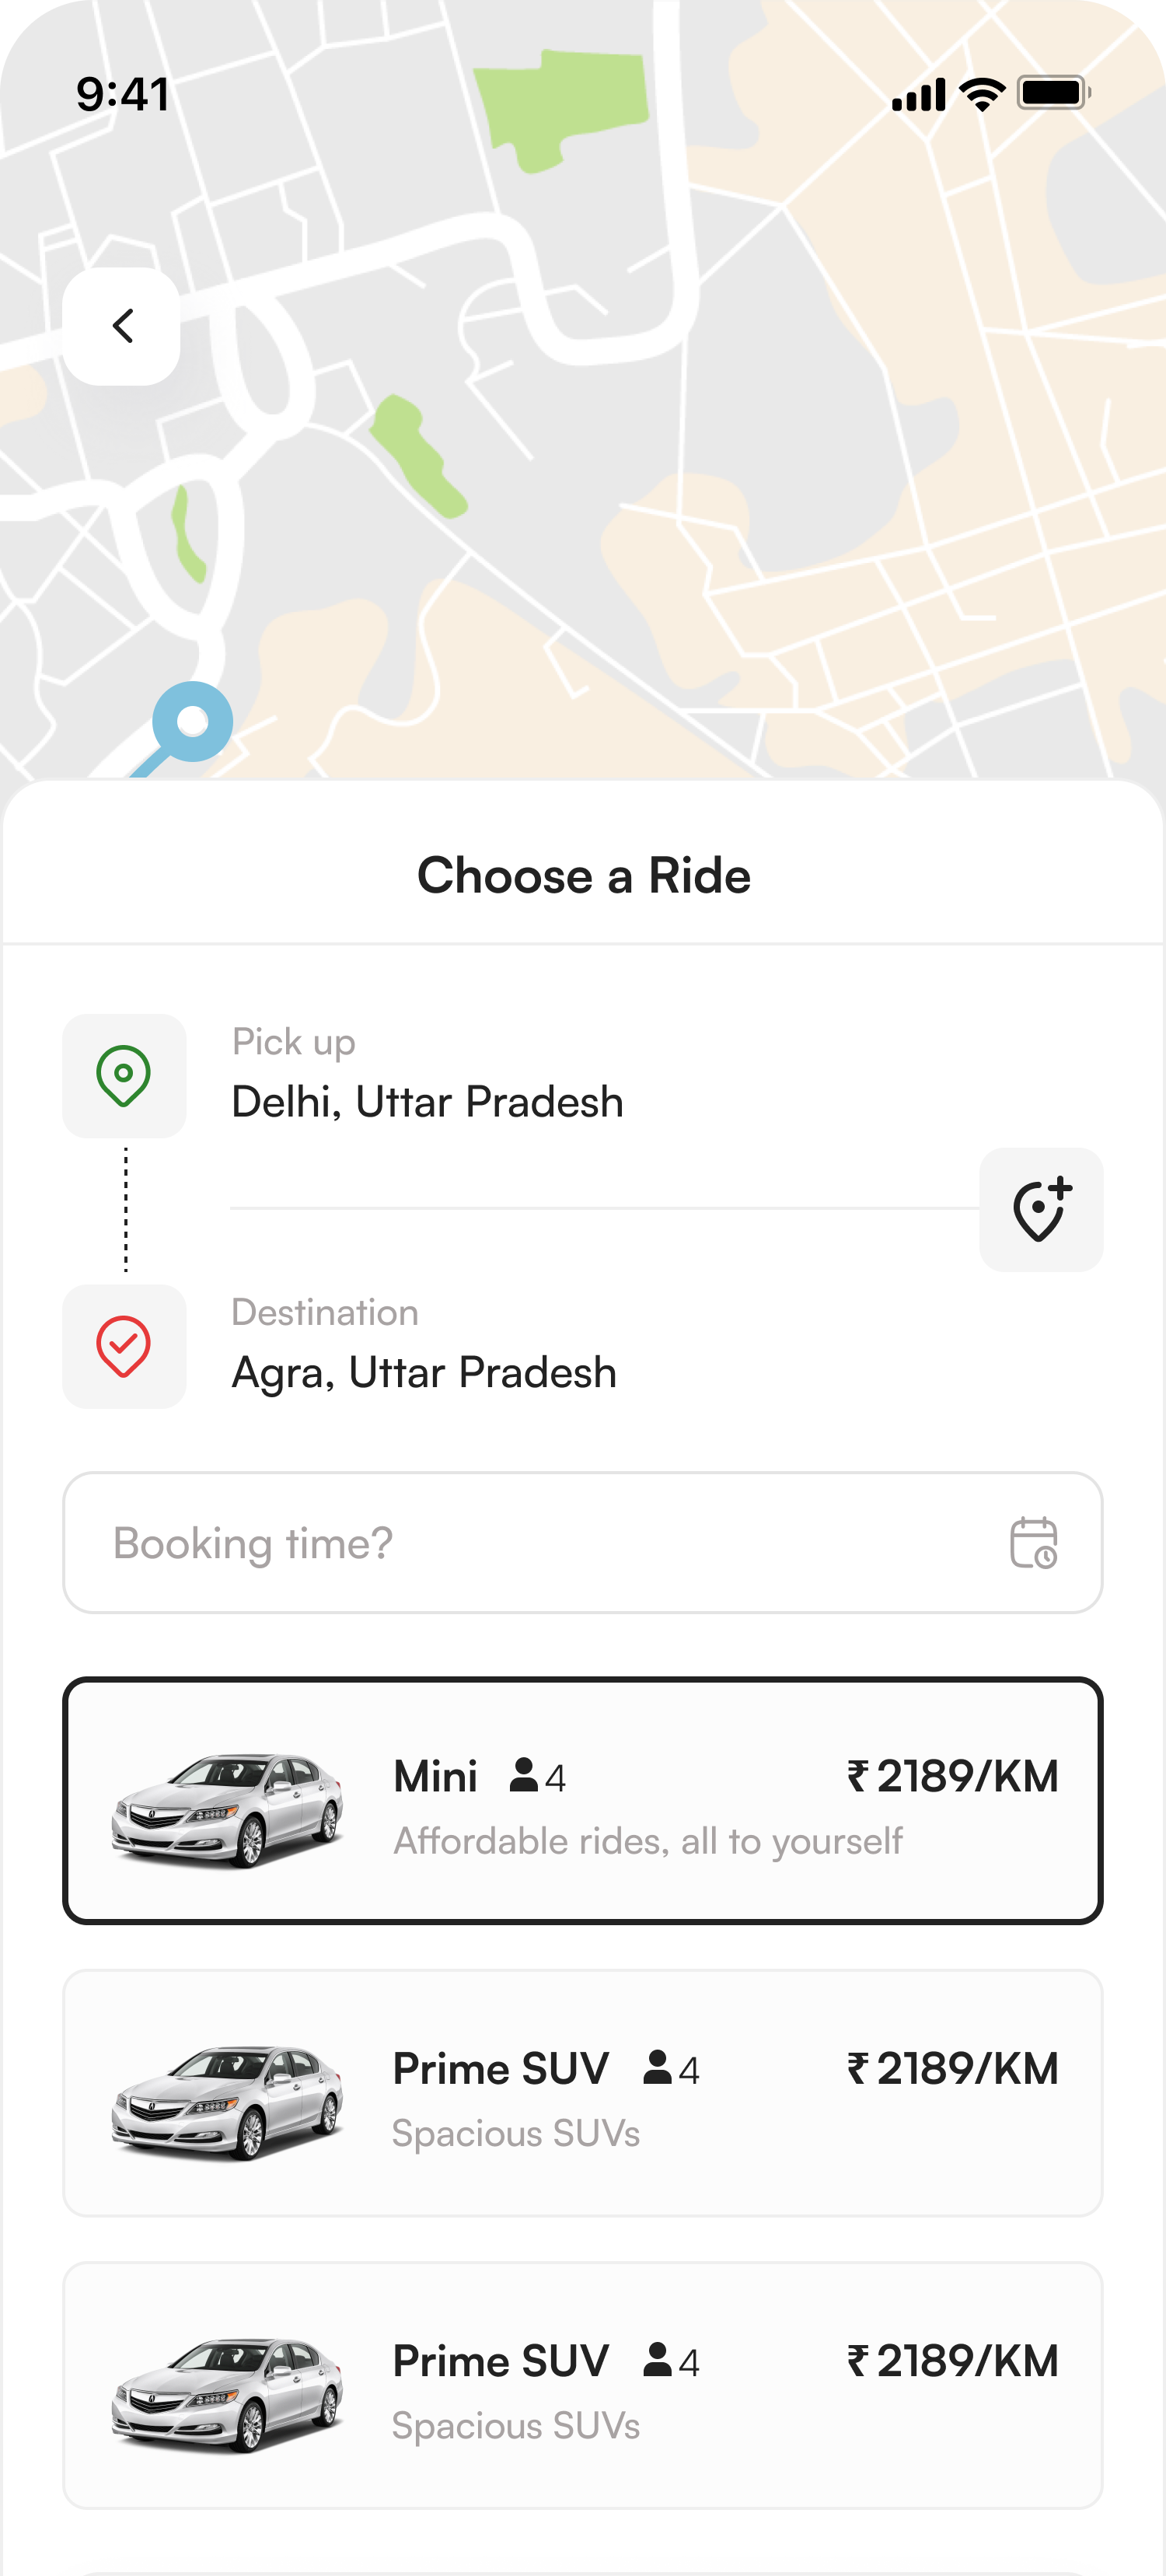 9:41
Choose a Ride
Pick up
Delhi, Uttar Pradesh
Destination
Agra, Uttar Pradesh
Booking time?
Mini 4 ₹ 2189/KM
Affordable rides, all to yourself
Prime SUV 4 ₹ 2189/KM
Spacious SUVs
Prime SUV 4 ₹ 2189/KM
Spacious SUVs